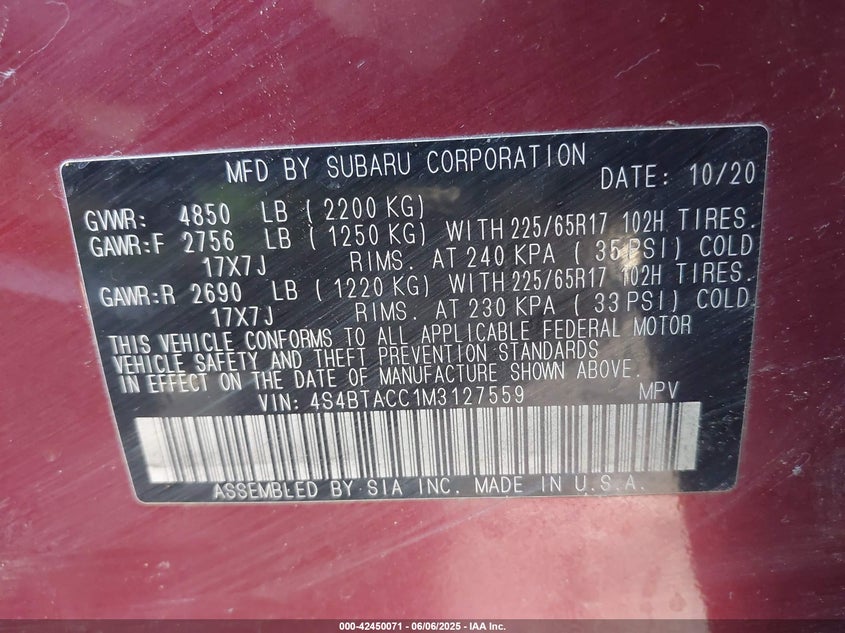 MFD BY SUBARU CORPORATION
DATE: 10/20
GVWR: 4850 LB ( 2200 KG)
GAWR:F 2756 LB ( 1250 KG) WITH 225/65R17 102H TIRES.
17X7J RIMS. AT 240 KPA ( 35 PSI) COLD
GAWR:R 2690 LB ( 1220 KG) WITH 225/65R17 102H TIRES.
17X7J RIMS. AT 230 KPA ( 33 PSI) COLD
THIS VEHICLE CONFORMS TO ALL APPLICABLE FEDERAL MOTOR
VEHICLE SAFETY AND THEFT PREVENTION STANDARDS
IN EFFECT ON THE DATE OF MANUFACTURE SHOWN ABOVE.
VIN: 4S4BTACC1M3127559 MPV
ASSEMBLED BY SIA INC. MADE IN U.S.A.
000-42450071 - 06/06/2025 - IAA Inc.